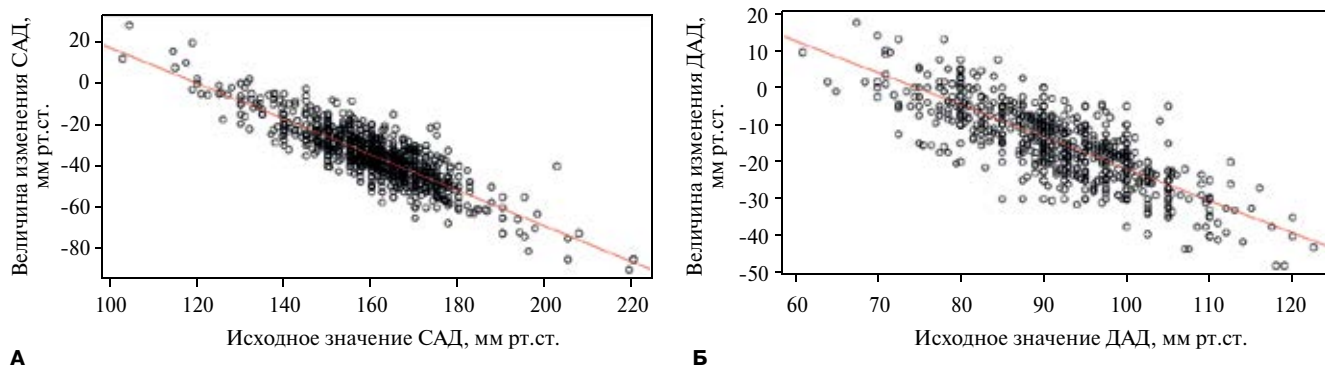 Величина изменения САД,
мм рт.ст.
20
0
-20
-40
-60
-80
100 120 140 160 180 200 220
Исходное значение САД, мм рт.ст.
А
Величина изменения ДАД,
мм рт.ст.
20
10
0
-10
-20
-30
-40
-50
60 70 80 90 100 110 120
Исходное значение ДАД, мм рт.ст.
Б